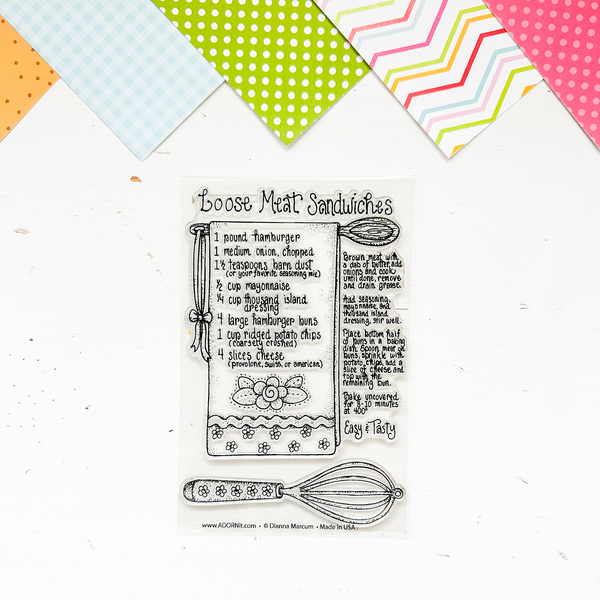 Loose Meat Sandwiches
1 pound hamburger
1 medium onion, chopped
1½ teaspoons barn dust
(or your favorite seasoning mix)
½ cup mayonnaise
¼ cup thousand island
dressing
4 large hamburger buns
1 cup ridged potato chips
(coarsely crushed)
4 slices cheese
(provolone, swiss, or american)
Brown meat with
a dab of butter, add
onions and cook
until done, remove
and drain grease.
Add seasoning,
mayonnaise, and
thousand island
dressing, stir well.
Place bottom half
of buns in a baking
dish. Spoon meat on
buns, sprinkle with
potato chips, add a
slice of cheese and
top with the
remaining bun.
Bake uncovered
for 8-10 minutes
at 400°
Easy & Tasty
www.ADORNit.com • © Dianna Marcum • Made in USA